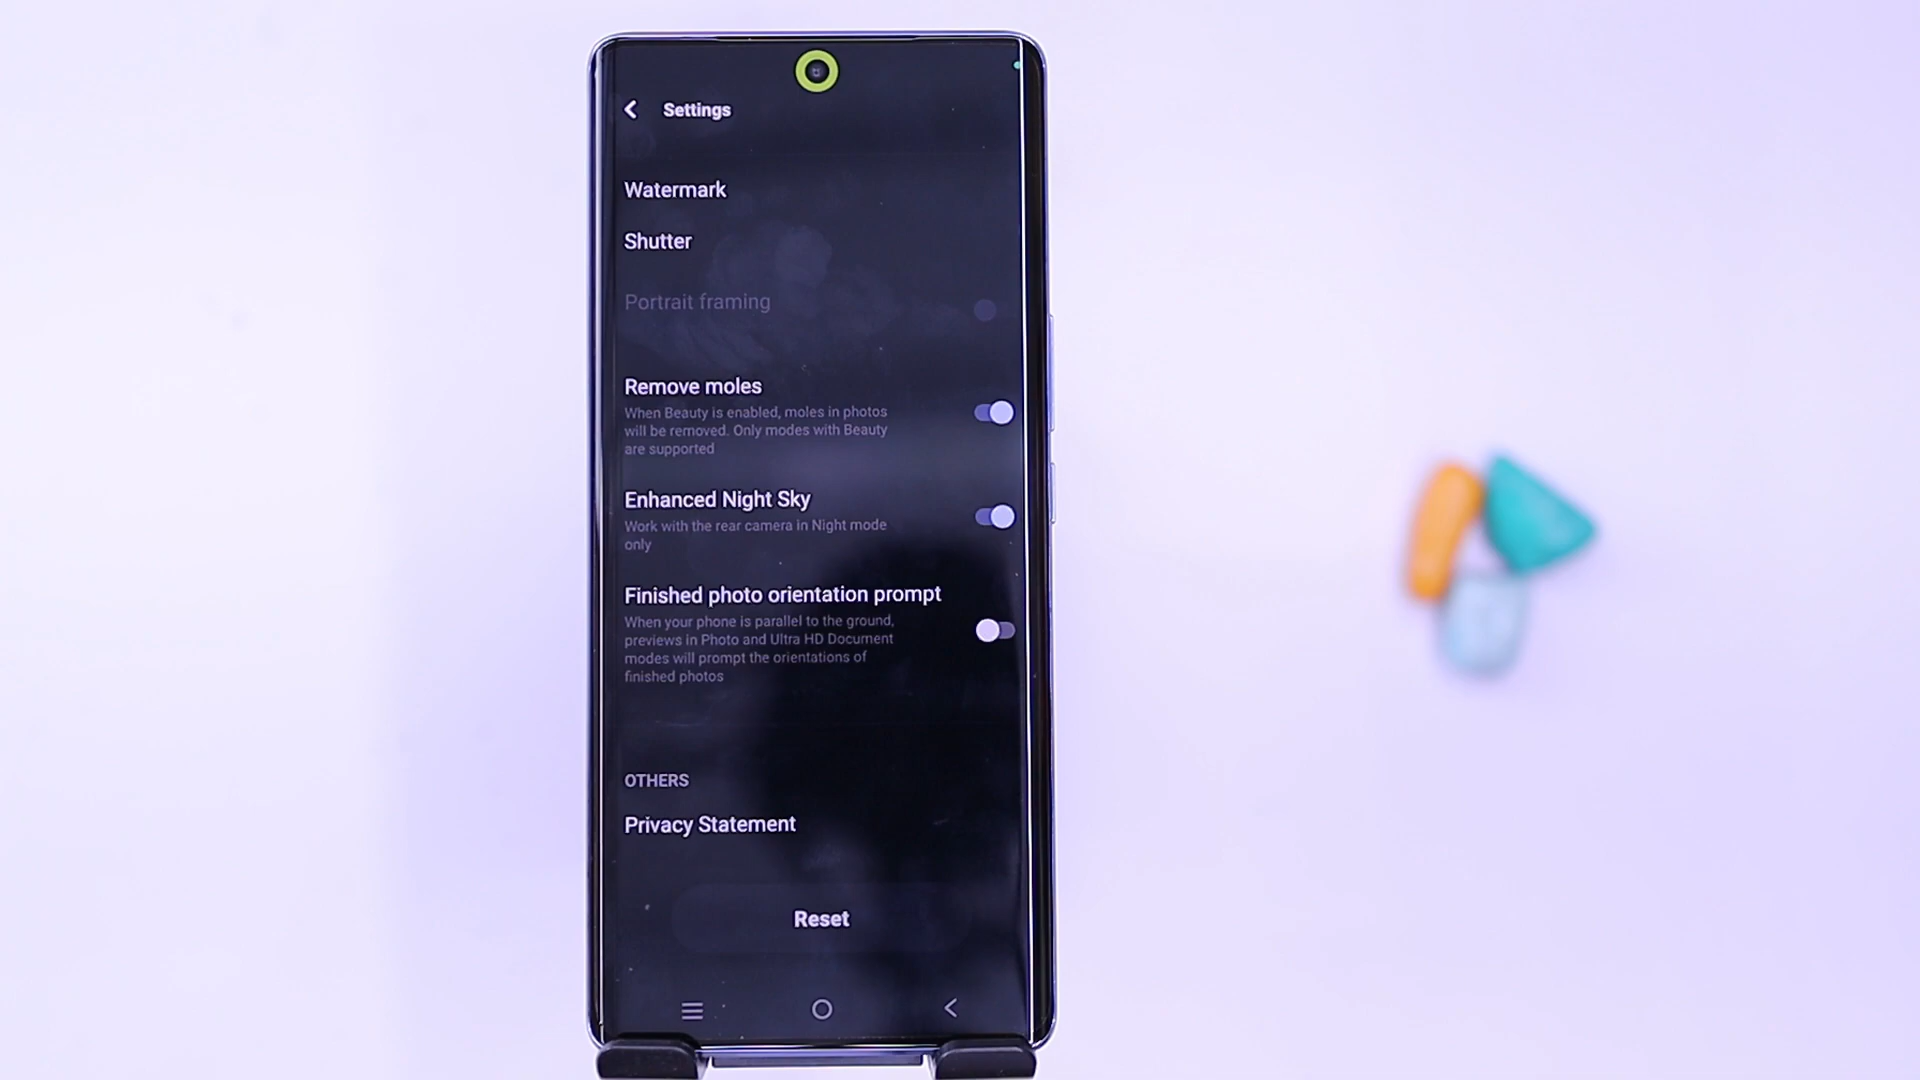 Settings
Watermark
Shutter
Portrait framing
Remove moles
When Beauty is enabled, moles in photos
will be removed. Only modes with Beauty
are supported
Enhanced Night Sky
Work with the rear camera in Night mode
only
Finished photo orientation prompt
When your phone is parallel to the ground,
previews in Photo and Ultra HD Document
modes will prompt the orientations of
finished photos
OTHERS
Privacy Statement
Reset